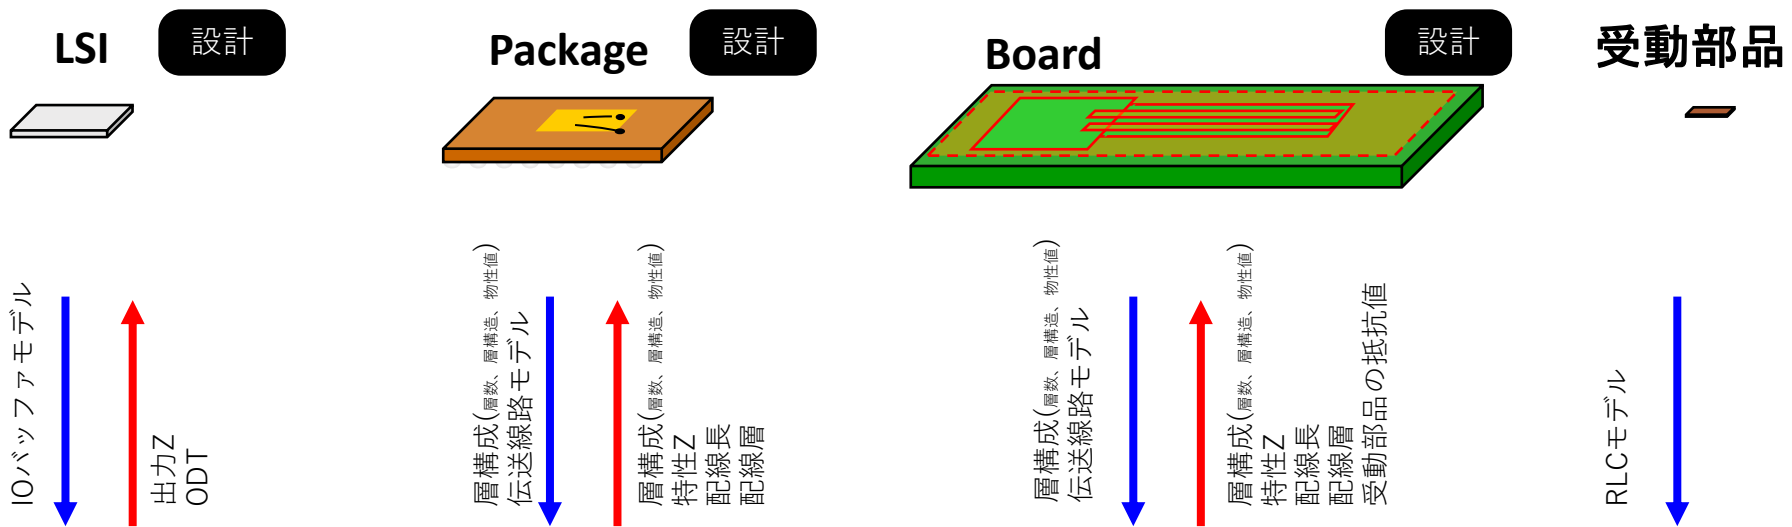 LSI
設計
Package
設計
Board
設計
受動部品
IOバッファモデル
出力Z
ODT
層構成(層数、層構造、物性値)
伝送線路モデル
層構成(層数、層構造、物性値)
特性Z
配線長
配線層
層構成(層数、層構造、物性値)
伝送線路モデル
層構成(層数、層構造、物性値)
特性Z
配線長
配線層
受動部品の抵抗値
RLCモデル